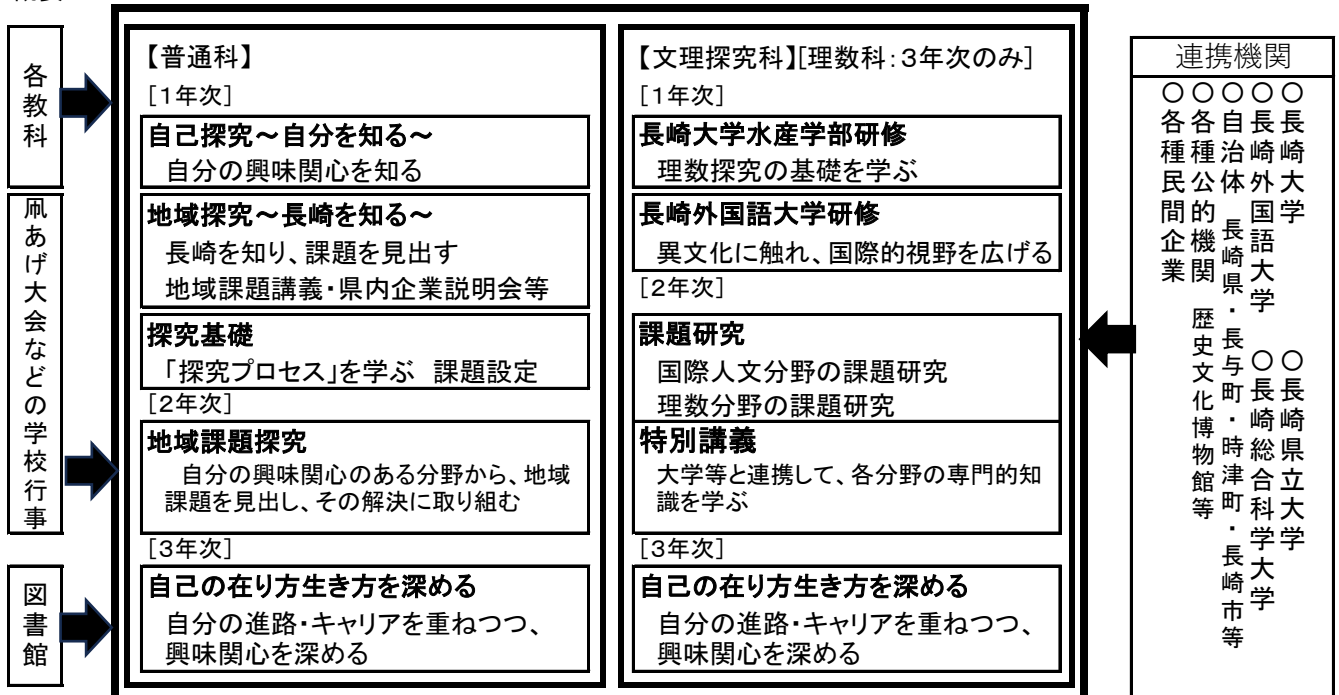 各教科
凧あげ大会などの学校行事
図書館
【普通科】
[1年次]
自己探究～自分を知る～
自分の興味関心を知る
地域探究～長崎を知る～
長崎を知り、課題を見出す
地域課題講義・県内企業説明会等
探究基礎
「探究プロセス」を学ぶ 課題設定
[2年次]
地域課題探究
自分の興味関心のある分野から、地域
課題を見出し、その解決に取り組む
[3年次]
自己の在り方生き方を深める
自分の進路・キャリアを重ねつつ、
興味関心を深める
【文理探究科】[理数科：3年次のみ]
[1年次]
長崎大学水産学部研修
理数探究の基礎を学ぶ
長崎外国語大学研修
異文化に触れ、国際的視野を広げる
[2年次]
課題研究
国際人文分野の課題研究
理数分野の課題研究
特別講義
大学等と連携して、各分野の専門的知
識を学ぶ
[3年次]
自己の在り方生き方を深める
自分の進路・キャリアを重ねつつ、
興味関心を深める
連携機関
○長崎大学 ○長崎県立大学
○長崎外国語大学 ○長崎総合科学大学
○自治体 長崎県・長与町・時津町・長崎市等
○各種公的機関 歴史文化博物館等
○各種民間企業